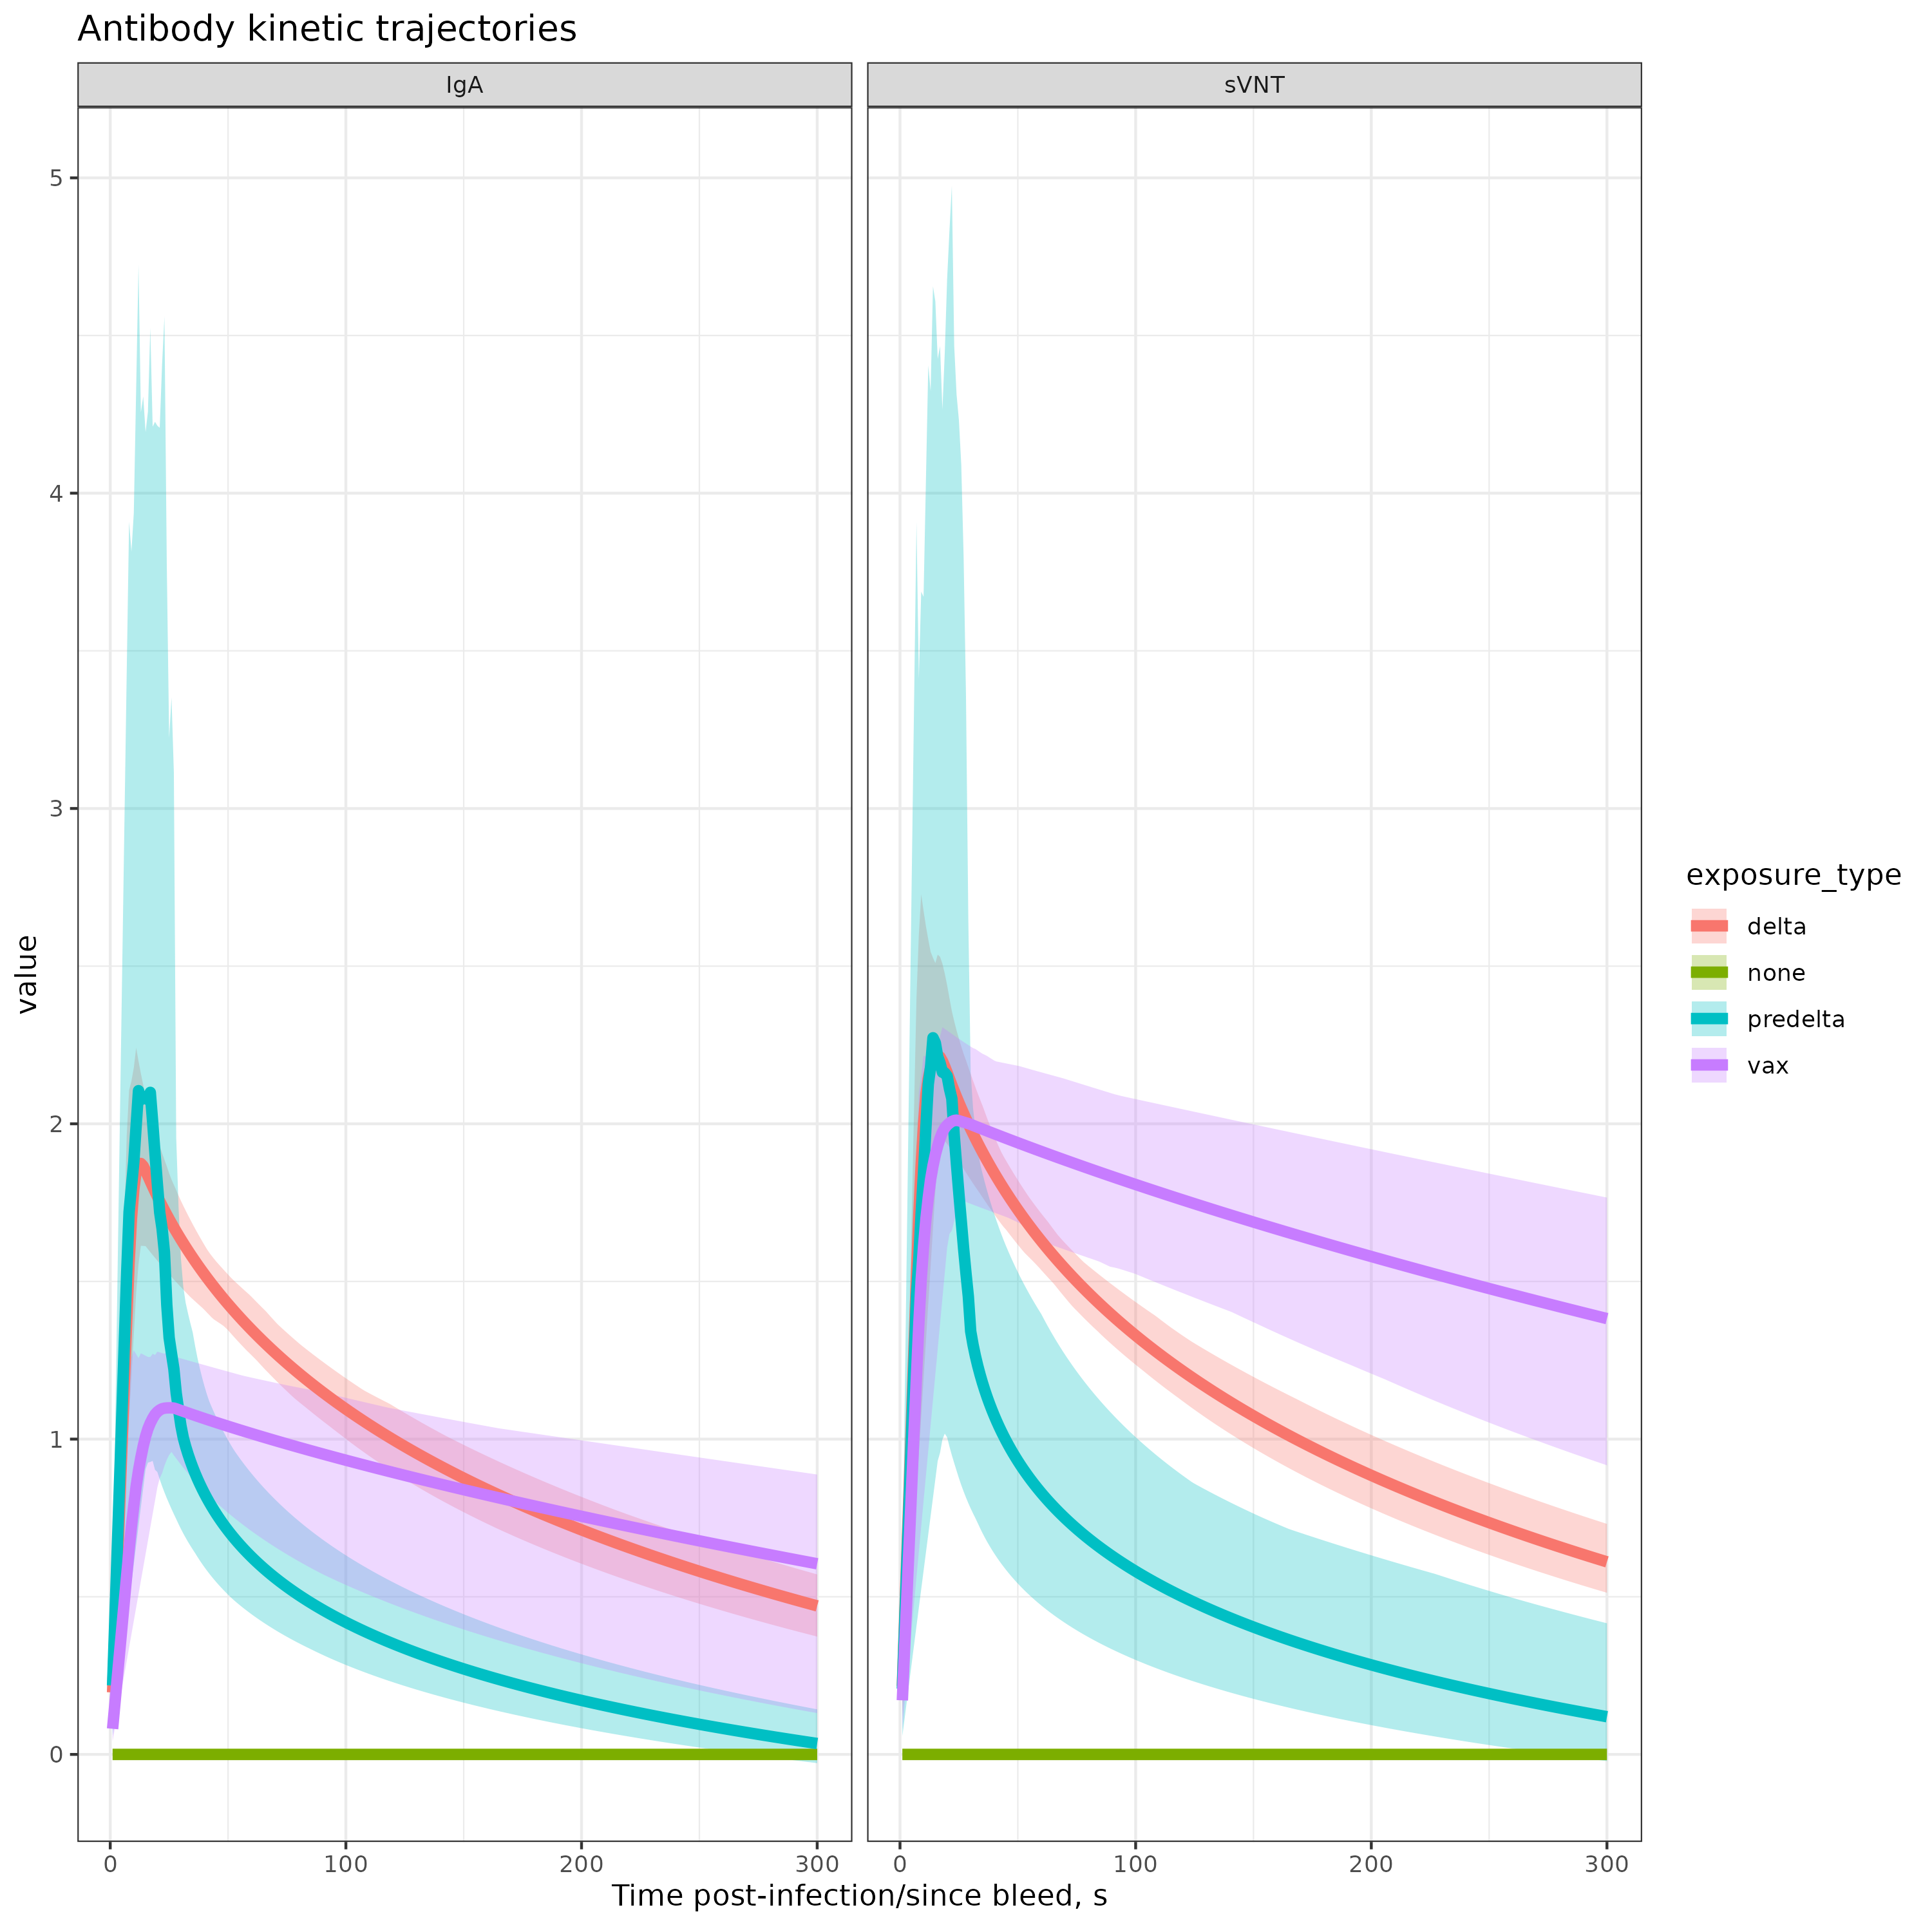 Antibody kinetic trajectories
IgA
sVNT
value
5
4
3
2
1
0
0
100
200
300
0
100
200
300
Time post-infection/since bleed, s
exposure_type
delta
none
predelta
vax